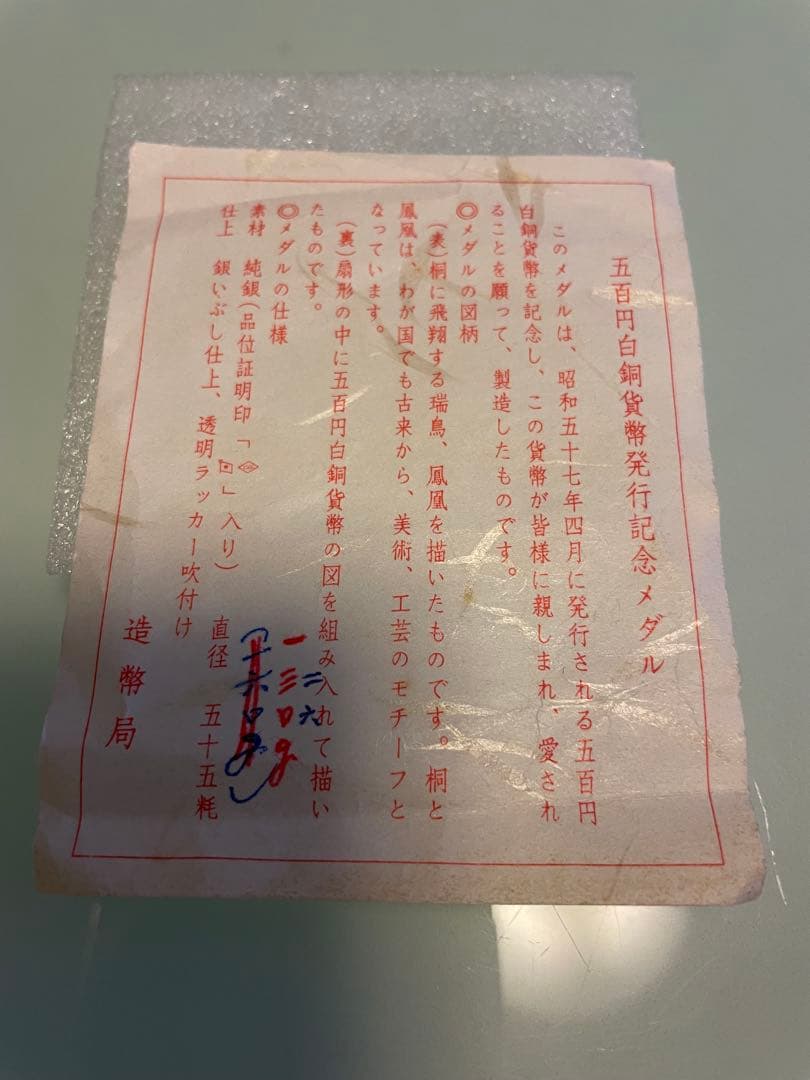 五百円白銅貨幣発行記念メダル
このメダルは、昭和五十七年四月に発行される五百円
白銅貨幣を記念し、この貨幣が皆様に親しまれ、愛され
ることを願って、製造したものです。
◎メダルの図柄
(表)桐に飛翔する瑞鳥、鳳凰を描いたものです。桐と
鳳凰は、わが国でも古来から、美術、工芸のモチーフと
なっています。
(裏)扇形の中に五百円白銅貨幣の図を組み入れて描い
たものです。
◎メダルの仕様
素材 純銀(品位証明印「」入り) 直径 五十五粍
仕上 銀いぶし仕上、透明ラッカー吹付け
造幣局
二六
一三口g